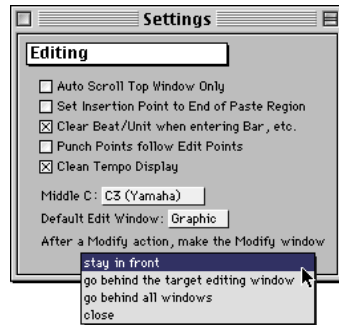 Settings
Editing
Auto Scroll Top Window Only
Set Insertion Point to End of Paste Region
Clear Beat/Unit when entering Bar, etc.
Punch Points follow Edit Points
Clean Tempo Display
Middle C: C3 (Yamaha)
Default Edit Window: Graphic
After a Modify action, make the Modify window
stay in front
go behind the target editing window
go behind all windows
close